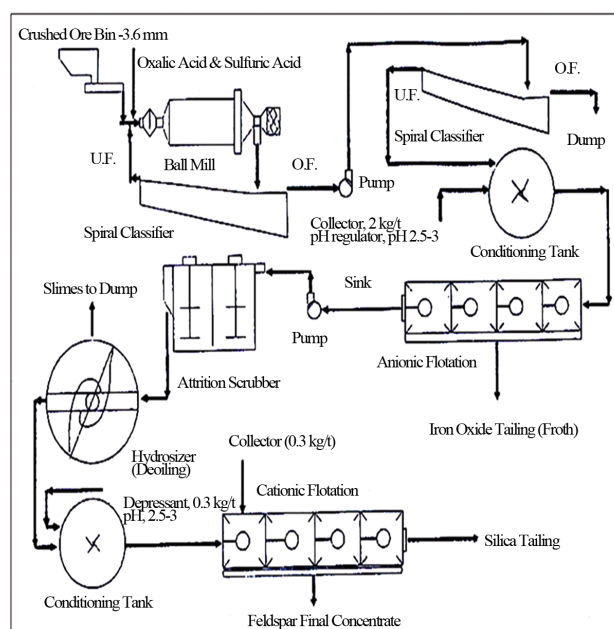 Crushed Ore Bin -3.6 mm
Oxalic Acid & Sulfuric Acid
U.F.
Ball Mill
O.F.
Spiral Classifier
Pump
U.F.
O.F.
Spiral Classifier
Dump
Collector, 2 kg/t
pH regulator, pH 2.5-3
Conditioning Tank
Sink
Slimes to Dump
Pump
Anionic Flotation
Attrition Scrubber
Iron Oxide Tailing (Froth)
Collector (0.3 kg/t)
Hydrosizer
(Deoiling)
Cationic Flotation
Depressant, 0.3 kg/t
pH, 2.5-3
Silica Tailing
Conditioning Tank
Feldspar Final Concentrate